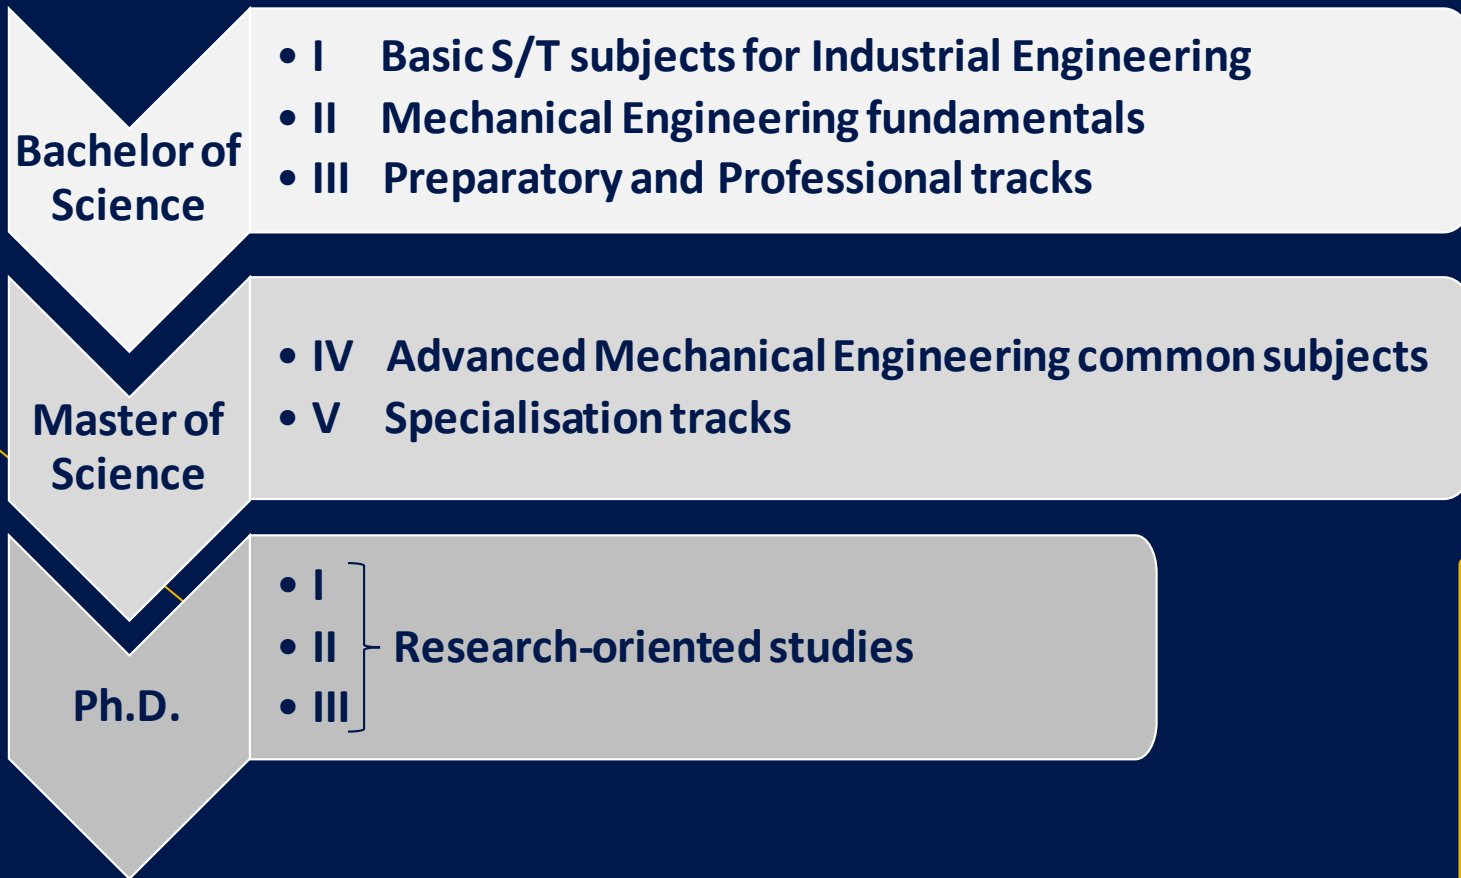 Bachelor of
Science
• I Basic S/T subjects for Industrial Engineering
• II Mechanical Engineering fundamentals
• III Preparatory and Professional tracks
Master of
Science
• IV Advanced Mechanical Engineering common subjects
• V Specialisation tracks
Ph.D.
• I
• II
• III
Research-oriented studies